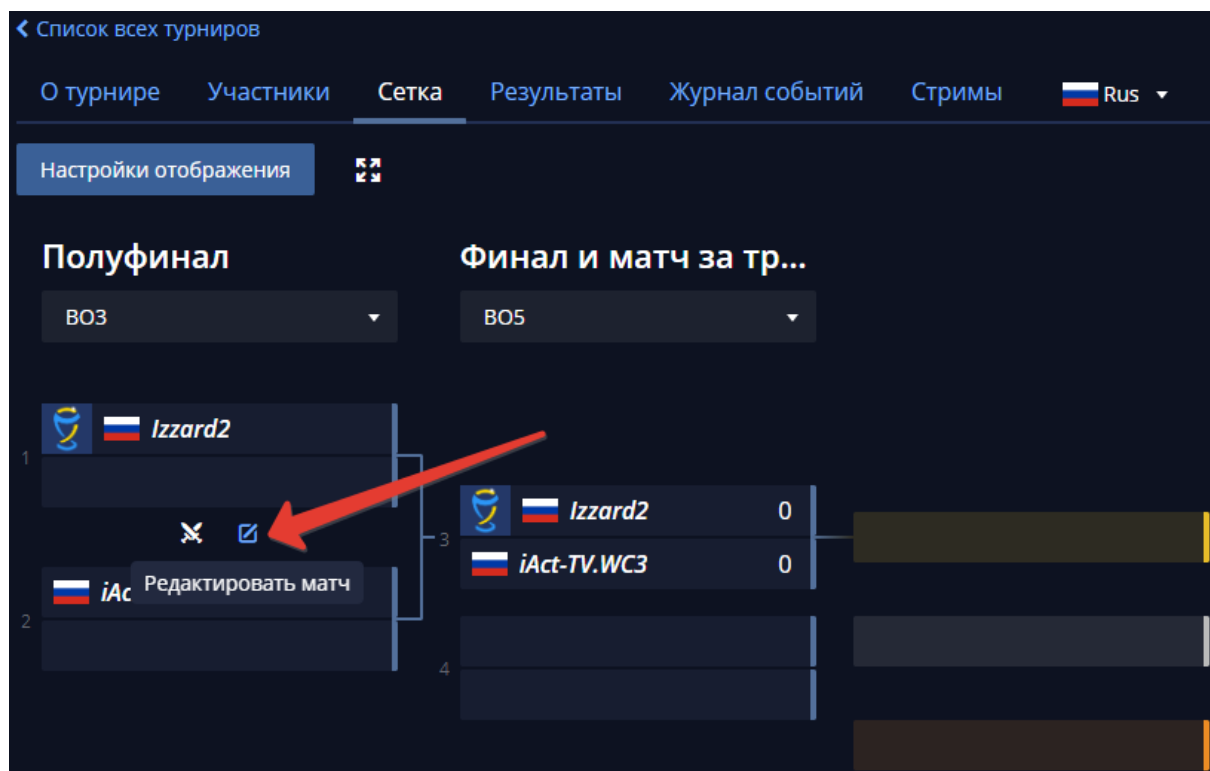 Список всех турниров
О турнире Участники Сетка Результаты Журнал событий Стримы Rus
Настройки отображения
Полуфинал Финал и матч за тр...
BO3 BO5
Izzard2
1
Izzard2 0
3
iAct-TV.WC3 0
Редактировать матч
iAc
2
4